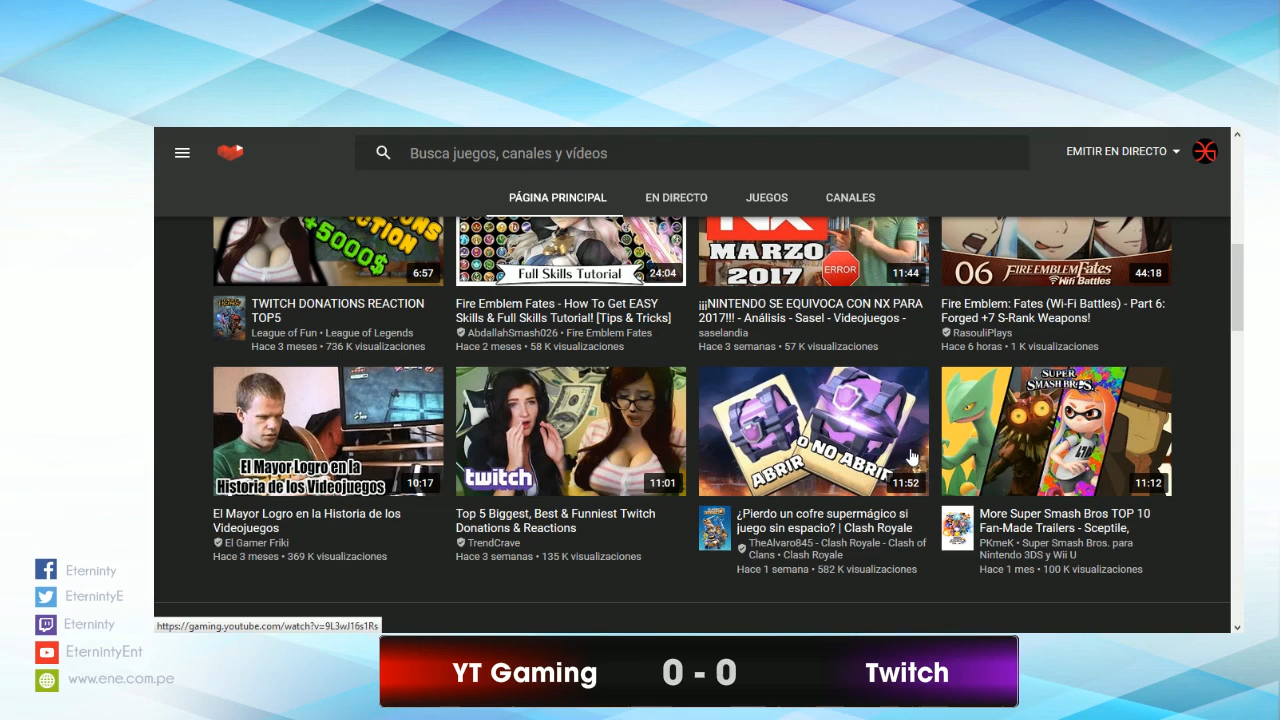 Busca juegos, canales y vídeos
EMITIR EN DIRECTO
PÁGINA PRINCIPAL
EN DIRECTO
JUEGOS
CANALES
+5000$
6:57
Full Skills Tutorial
24:04
MARZO
2017
ERROR
11:44
06 FIRE EMBLEM Fates
Wifi Battles
44:18
TWITCH DONATIONS REACTION
TOP5
League of Fun • League of Legends
Hace 3 meses • 736 K visualizaciones
Fire Emblem Fates - How To Get EASY
Skills & Full Skills Tutorial! [Tips & Tricks]
AbdallahSmash026 • Fire Emblem Fates
Hace 2 meses • 58 K visualizaciones
¡¡¡NINTENDO SE EQUIVOCA CON NX PARA
2017!!! - Análisis - Sasel - Videojuegos -
saselandia
Hace 3 semanas • 57 K visualizaciones
Fire Emblem: Fates (Wi-Fi Battles) - Part 6:
Forged +7 S-Rank Weapons!
RasouliPlays
Hace 6 horas • 1 K visualizaciones
El Mayor Logro en la
Historia de los Videojuegos
10:17
twitch
11:01
ABRIR
O NO ABRIR
11:52
SUPER
SMASH BROS.
11:12
El Mayor Logro en la Historia de los
Videojuegos
El Gamer Friki
Hace 3 meses • 369 K visualizaciones
Top 5 Biggest, Best & Funniest Twitch
Donations & Reactions
TrendCrave
Hace 3 semanas • 135 K visualizaciones
¿Pierdo un cofre supermágico si
juego sin espacio? | Clash Royale
TheAlvaro845 - Clash Royale - Clash of
Clans • Clash Royale
Hace 1 semana • 582 K visualizaciones
More Super Smash Bros TOP 10
Fan-Made Trailers - Sceptile,
PKmeK • Super Smash Bros. para
Nintendo 3DS y Wii U
Hace 1 mes • 100 K visualizaciones
https://gaming.youtube.com/watch?v=9L3wJ16s1Rs
Eterninty
EternintyE
Eterninty
EternintyEnt
www.ene.com.pe
YT Gaming 0 - 0 Twitch